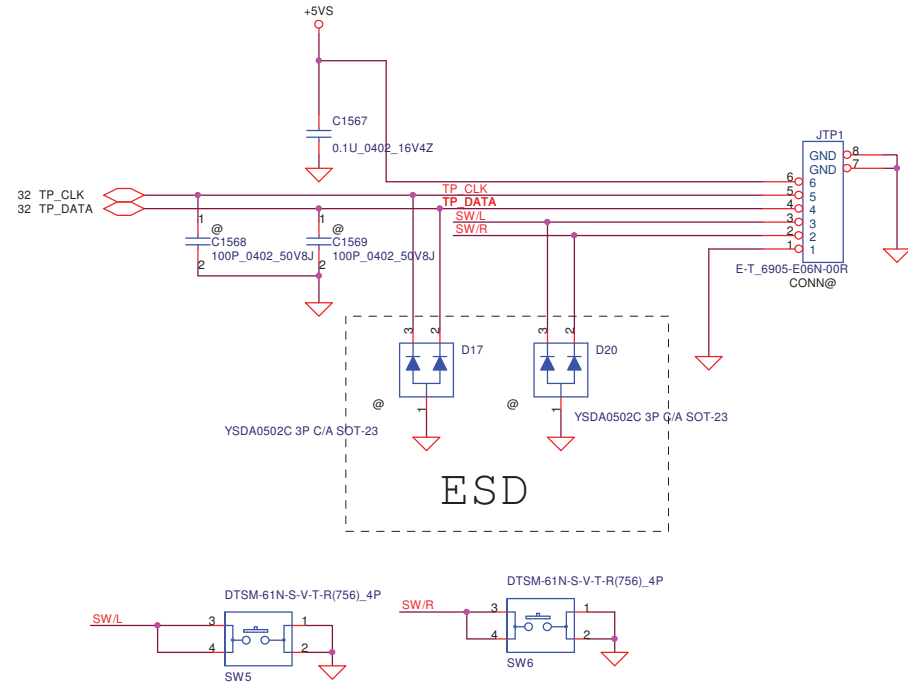 +5VS
C1567
0.1U_0402_16V4Z
JTP1
GND 8
GND 7
6 6
32 TP_CLK TP_CLK 5 5
32 TP_DATA TP_DATA 4 4
SW/L 3 3
SW/R 2 2
1 1
E-T_6905-E06N-00R
CONN@
1 @ 1 @
C1568 C1569
100P_0402_50V8J 100P_0402_50V8J
2 2
3 2 3 2
D17 D20
@ @
1 1
YSDA0502C 3P C/A SOT-23 YSDA0502C 3P C/A SOT-23
ESD
DTSM-61N-S-V-T-R(756)_4P DTSM-61N-S-V-T-R(756)_4P
SW/L 3 1 SW/R 3 1
4 2 4 2
SW5 SW6